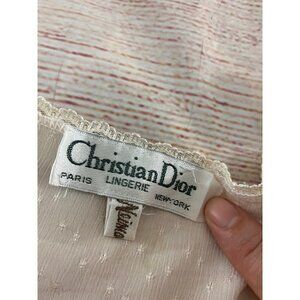 Christian Dior
PARIS LINGERIE NEW-YORK